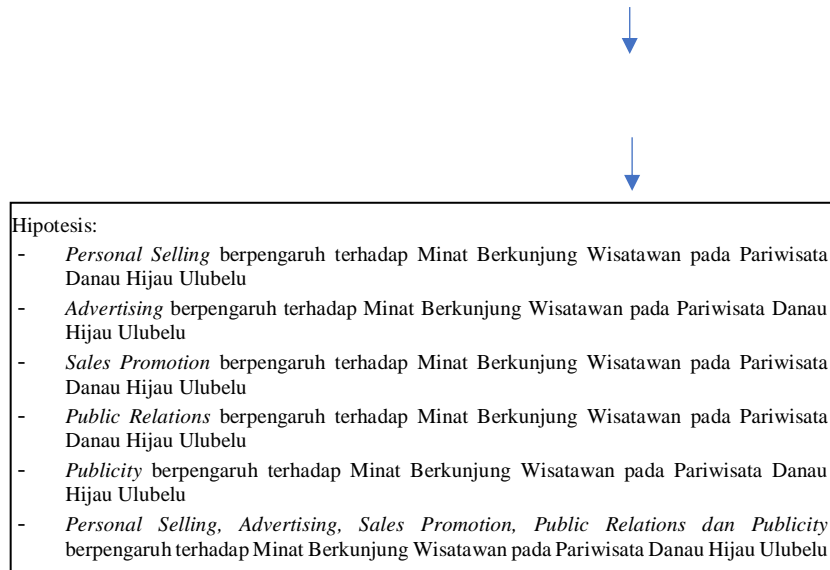 Hipotesis:
- Personal Selling berpengaruh terhadap Minat Berkunjung Wisatawan pada Pariwisata
Danau Hijau Ulubelu
- Advertising berpengaruh terhadap Minat Berkunjung Wisatawan pada Pariwisata Danau
Hijau Ulubelu
- Sales Promotion berpengaruh terhadap Minat Berkunjung Wisatawan pada Pariwisata
Danau Hijau Ulubelu
- Public Relations berpengaruh terhadap Minat Berkunjung Wisatawan pada Pariwisata
Danau Hijau Ulubelu
- Publicity berpengaruh terhadap Minat Berkunjung Wisatawan pada Pariwisata Danau
Hijau Ulubelu
- Personal Selling, Advertising, Sales Promotion, Public Relations dan Publicity
berpengaruh terhadap Minat Berkunjung Wisatawan pada Pariwisata Danau Hijau Ulubelu